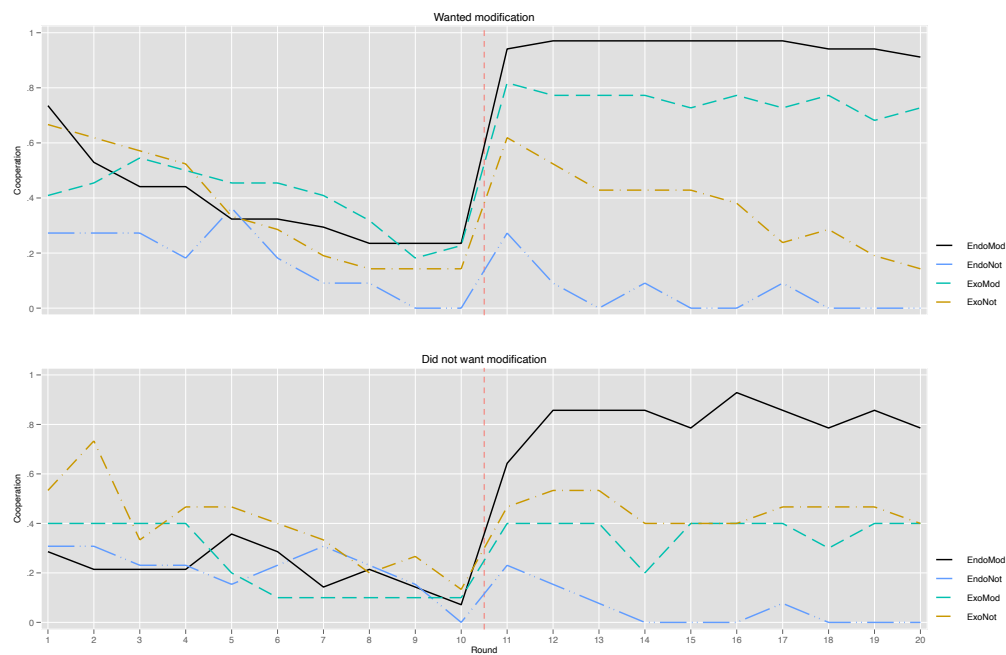 Wanted modification
1
.8
.6
.4
.2
0
Cooperation
EndoMod
EndoNot
ExoMod
ExoNot
Did not want modification
1
.8
.6
.4
.2
0
Cooperation
EndoMod
EndoNot
ExoMod
ExoNot
1 2 3 4 5 6 7 8 9 10 11 12 13 14 15 16 17 18 19 20
Round